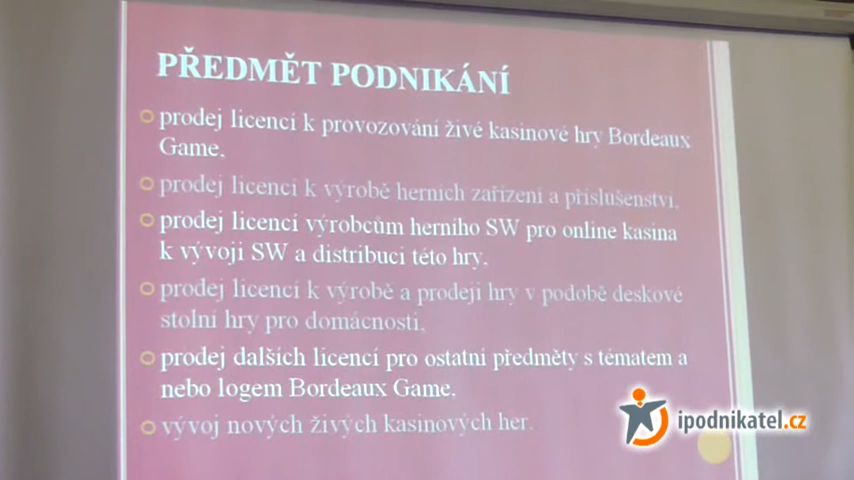 PŘEDMĚT PODNIKÁNÍ
prodej licencí k provozování živé kasinové hry Bordeaux
Game,
prodej licencí k výrobě herních zařízení a příslušenství,
prodej licencí výrobcům herního SW pro online kasina
k vývoji SW a distribuci této hry,
prodej licencí k výrobě a prodeji hry v podobě deskové
stolní hry pro domácnosti,
prodej dalších licencí pro ostatní předměty s tématem a
nebo logem Bordeaux Game,
vývoj nových živých kasinových her.
ipodnikatel.cz